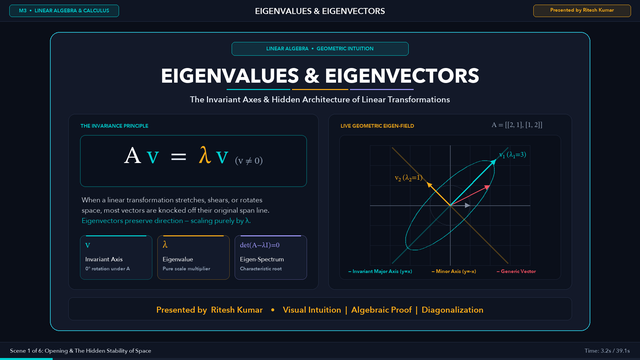 M3 • LINEAR ALGEBRA & CALCULUS
EIGENVALUES & EIGENVECTORS
Presented by Ritesh Kumar
LINEAR ALGEBRA • GEOMETRIC INTUITION
EIGENVALUES & EIGENVECTORS
The Invariant Axes & Hidden Architecture of Linear Transformations
THE INVARIANCE PRINCIPLE
A v = λ v (v ≠ 0)
When a linear transformation stretches, shears, or rotates
space, most vectors are knocked off their original span line.
Eigenvectors preserve direction — scaling purely by λ.
v
Invariant Axis
0° rotation under A
λ
Eigenvalue
Pure scale multiplier
det(A−λI)=0
Eigen-Spectrum
Characteristic root
LIVE GEOMETRIC EIGEN-FIELD
A = [[2, 1], [1, 2]]
v₁ (λ₁=3)
v₂ (λ₂=1)
— Invariant Major Axis (y=x)
— Minor Axis (y=-x)
— Generic Vector
Presented by Ritesh Kumar • Visual Intuition | Algebraic Proof | Diagonalization
Scene 1 of 6: Opening & The Hidden Stability of Space
Time: 3.2s / 39.1s